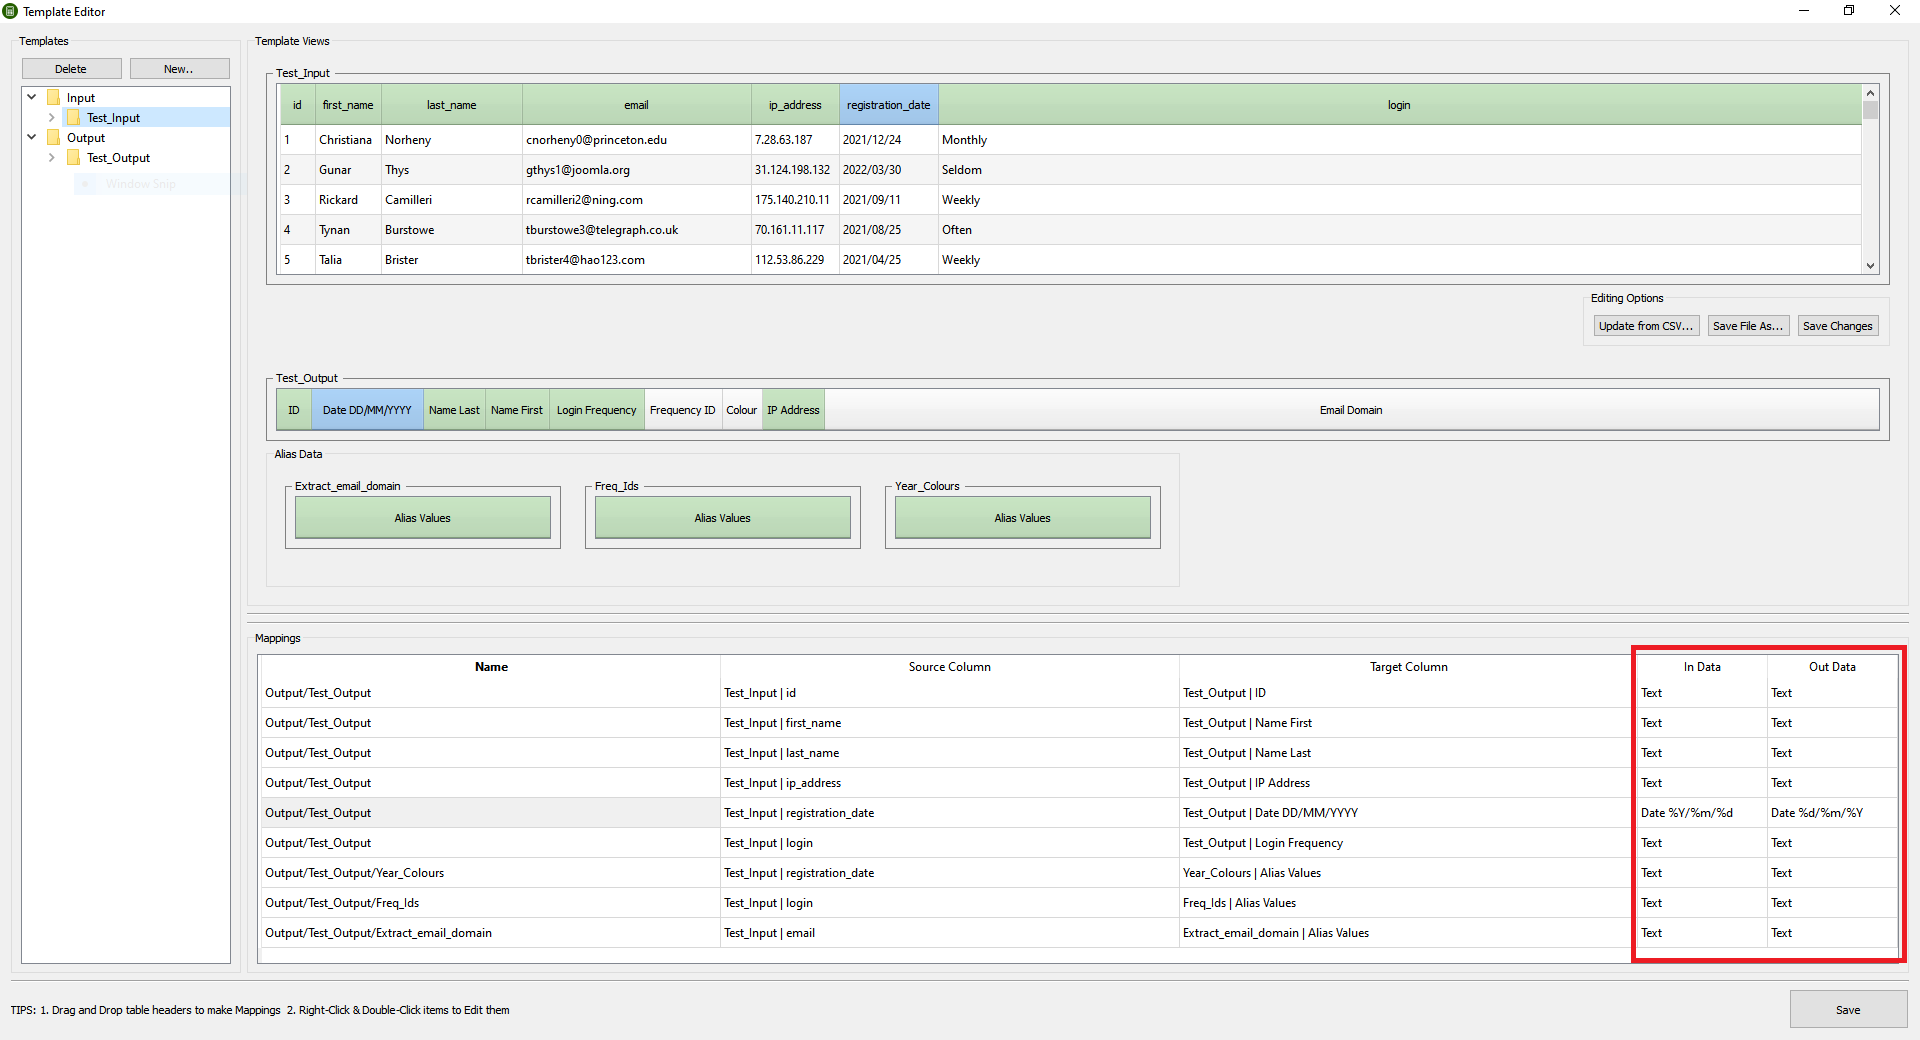 Template Editor
Templates
Delete New..
Input
Test_Input
Output
Test_Output
Window Snip
Template Views
Test_Input
id first_name last_name email ip_address registration_date login
1 Christiana Norheny cnorheny0@princeton.edu 7.28.63.187 2021/12/24 Monthly
2 Gunar Thys gthys1@joomla.org 31.124.198.132 2022/03/30 Seldom
3 Rickard Camilleri rcamilleri2@ning.com 175.140.210.11 2021/09/11 Weekly
4 Tynan Burstowe tburstowe3@telegraph.co.uk 70.161.11.117 2021/08/25 Often
5 Talia Brister tbrister4@hao123.com 112.53.86.229 2021/04/25 Weekly
Editing Options
Update from CSV... Save File As... Save Changes
Test_Output
ID Date DD/MM/YYYY Name Last Name First Login Frequency Frequency ID Colour IP Address Email Domain
Alias Data
Extract_email_domain Freq_Ids Year_Colours
Alias Values Alias Values Alias Values
Mappings
Name Source Column Target Column In Data Out Data
Output/Test_Output Test_Input | id Test_Output | ID Text Text
Output/Test_Output Test_Input | first_name Test_Output | Name First Text Text
Output/Test_Output Test_Input | last_name Test_Output | Name Last Text Text
Output/Test_Output Test_Input | ip_address Test_Output | IP Address Text Text
Output/Test_Output Test_Input | registration_date Test_Output | Date DD/MM/YYYY Date %Y/%m/%d Date %d/%m/%Y
Output/Test_Output Test_Input | login Test_Output | Login Frequency Text Text
Output/Test_Output/Year_Colours Test_Input | registration_date Year_Colours | Alias Values Text Text
Output/Test_Output/Freq_Ids Test_Input | login Freq_Ids | Alias Values Text Text
Output/Test_Output/Extract_email_domain Test_Input | email Extract_email_domain | Alias Values Text Text
TIPS: 1. Drag and Drop table headers to make Mappings 2. Right-Click & Double-Click items to Edit them
Save